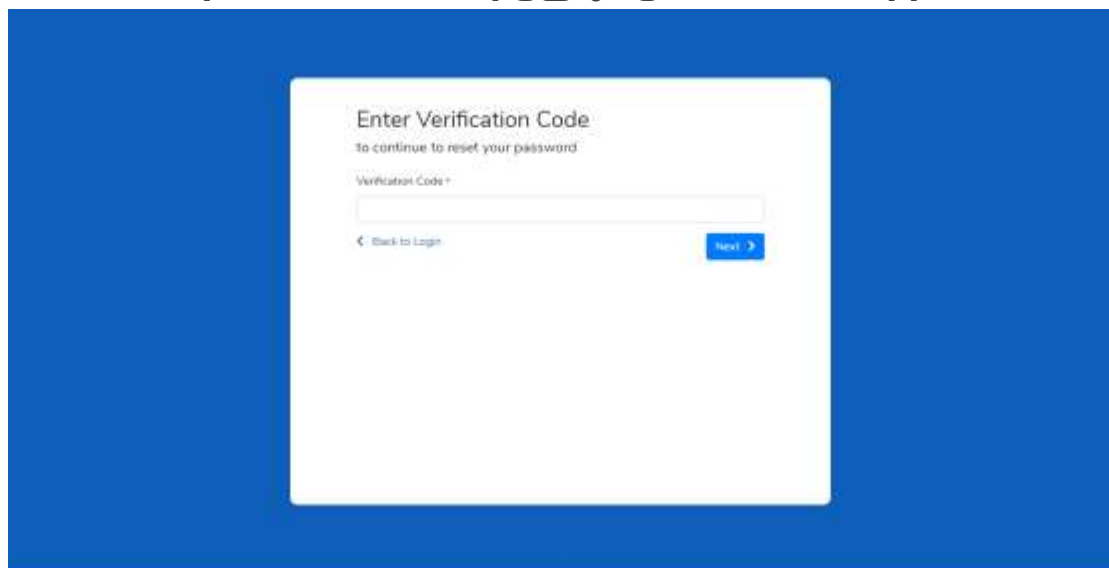 Enter Verification Code
to continue to reset your password
Verification Code *
Back to Login
Next